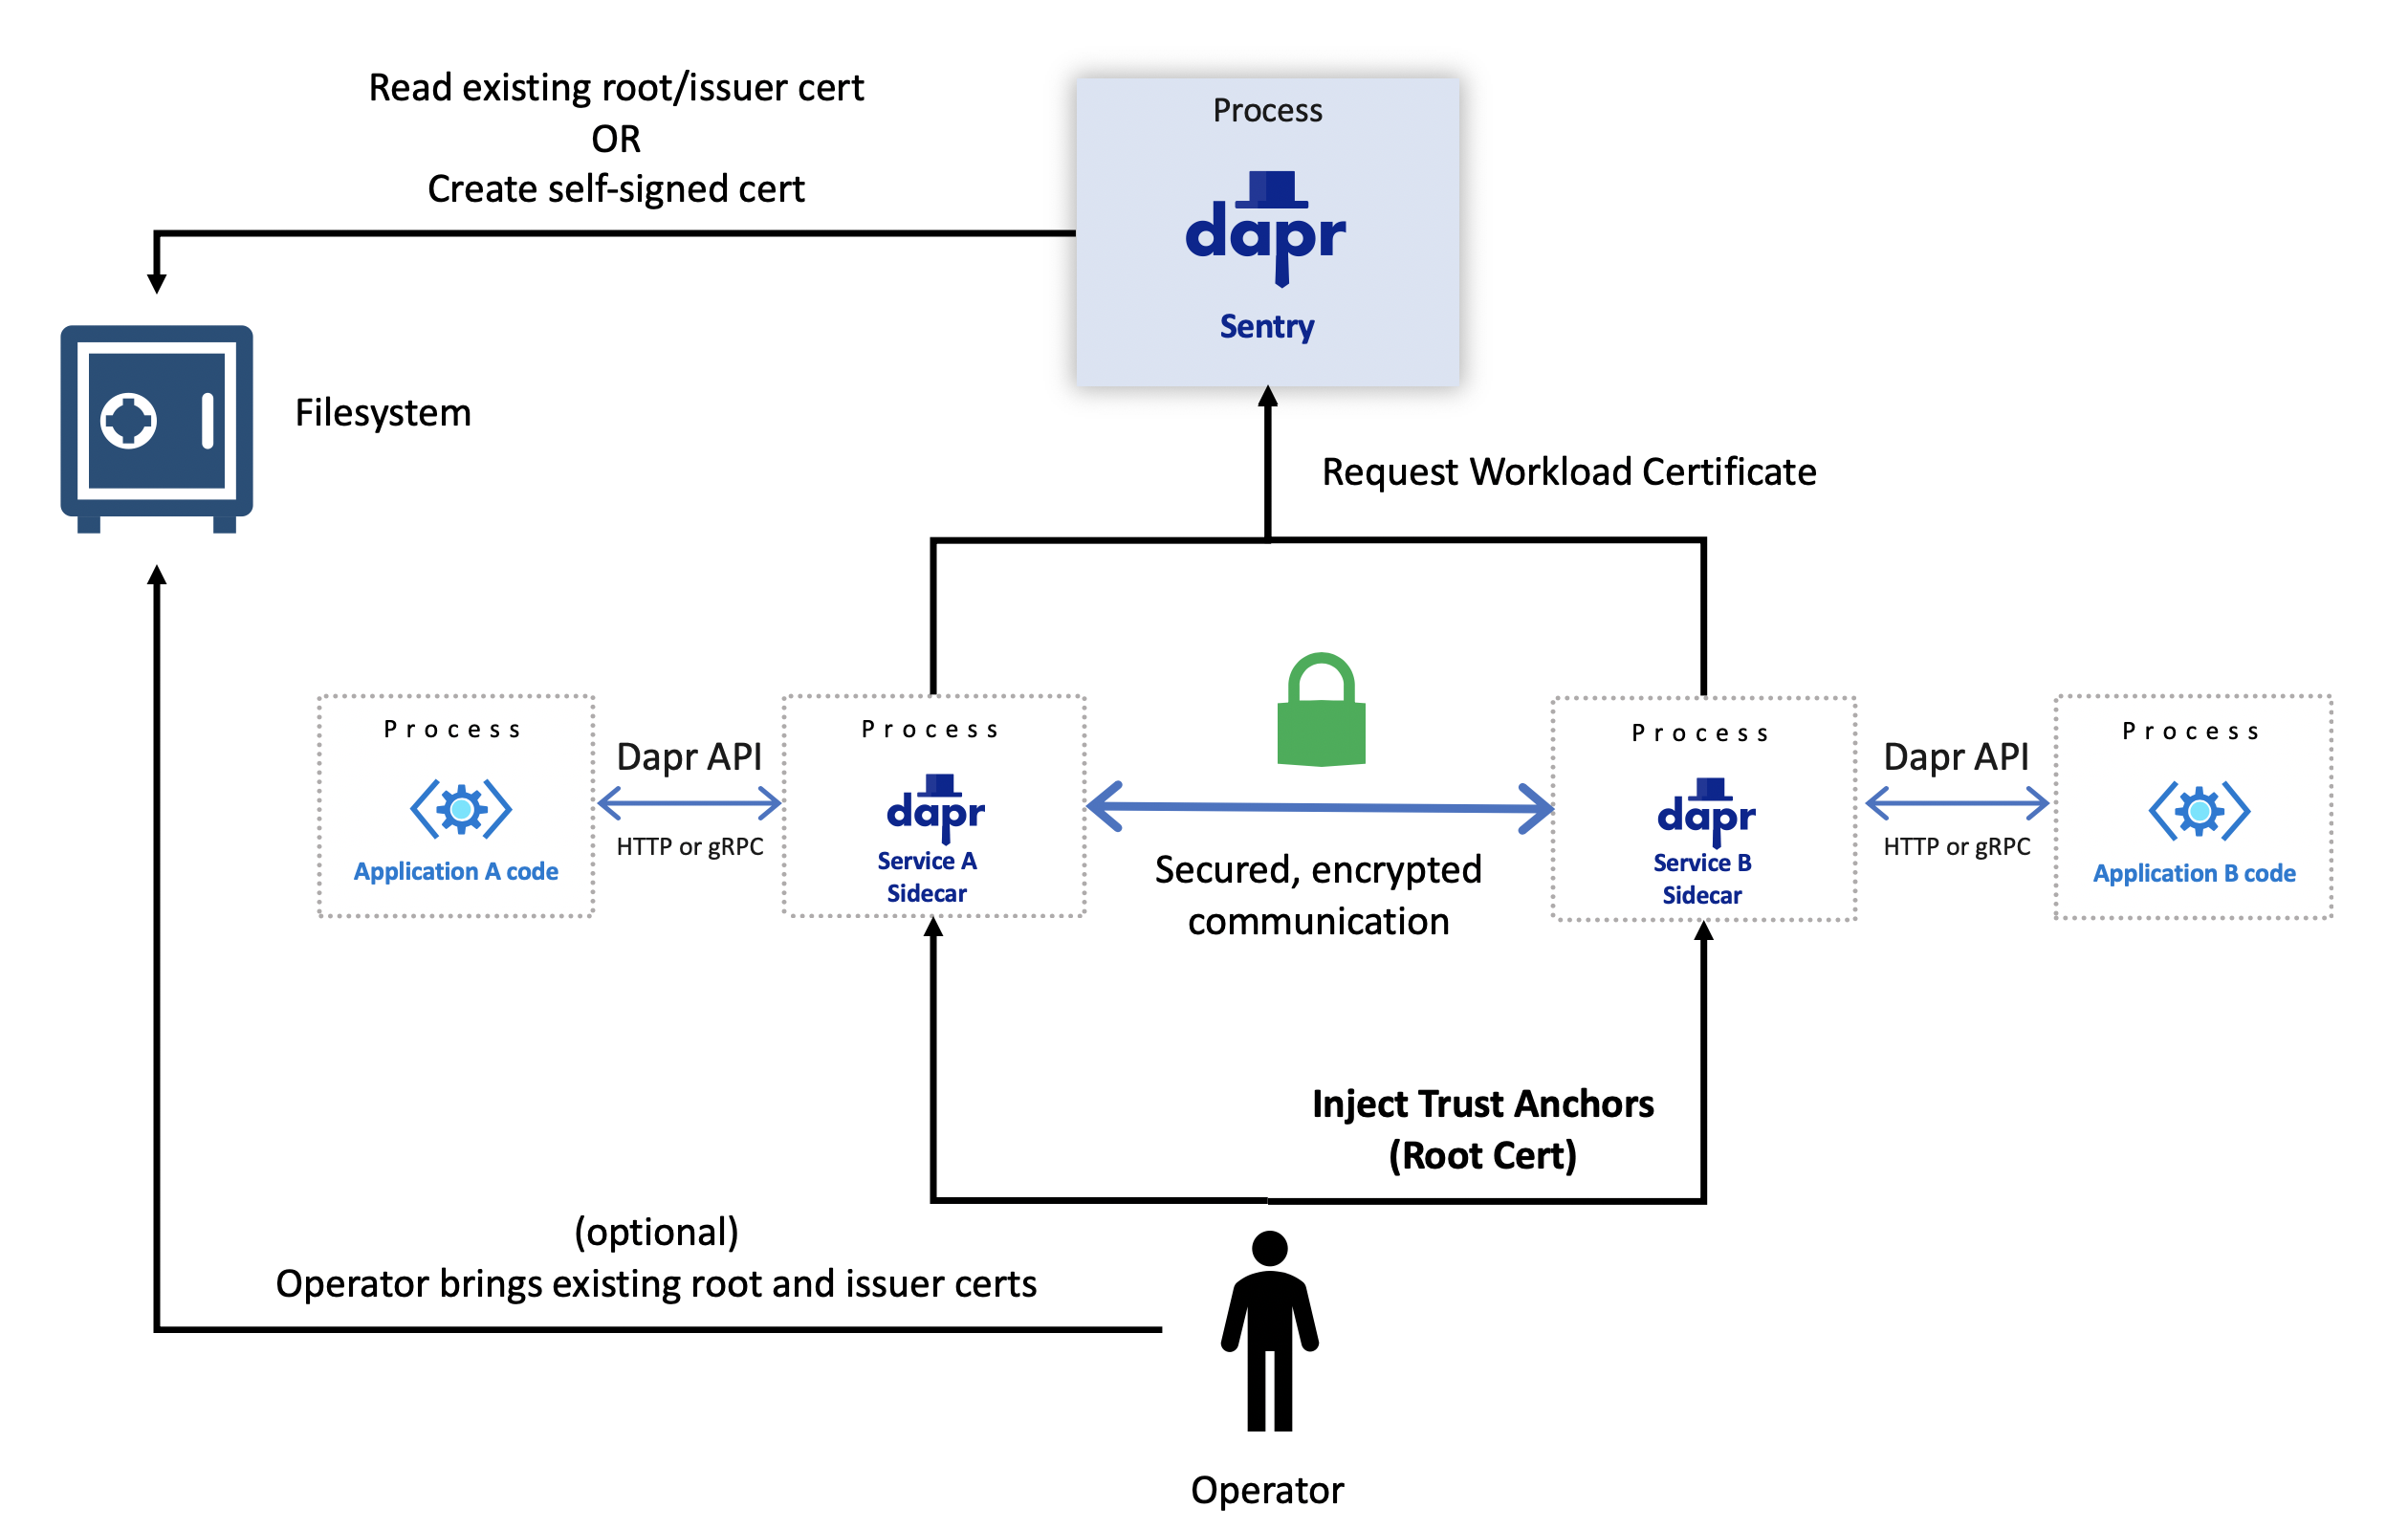 Read existing root/issuer cert
OR
Create self-signed cert
Process
dapr
Sentry
Filesystem
Request Workload Certificate
Process
Application A code
Dapr API
HTTP or gRPC
Process
dapr
Service A
Sidecar
Secured, encrypted
communication
Process
dapr
Service B
Sidecar
Dapr API
HTTP or gRPC
Process
Application B code
Inject Trust Anchors
(Root Cert)
(optional)
Operator brings existing root and issuer certs
Operator